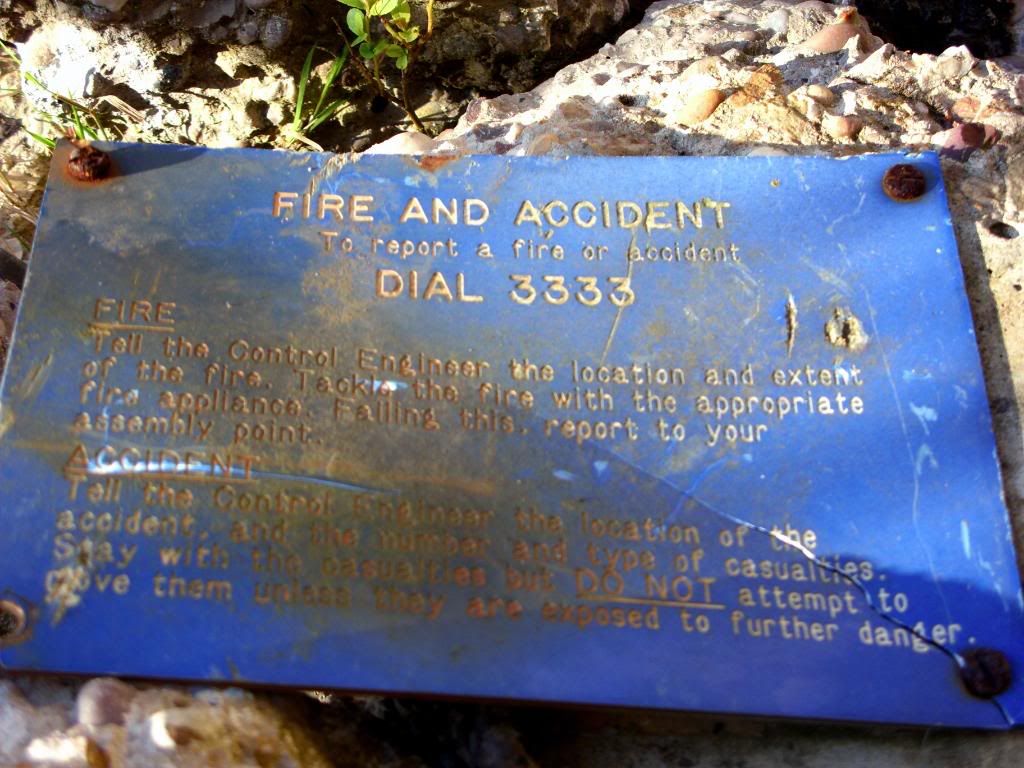 FIRE AND ACCIDENT
To report a fire or accident
DIAL 3333
FIRE
Tell the Control Engineer the location and extent
of the fire. Tackle the fire with the appropriate
fire appliance. Failing this, report to your
assembly point.
ACCIDENT
Tell the Control Engineer the location of the
accident, and the number and type of casualties.
Stay with the casualties but DO NOT attempt to
move them unless they are exposed to further danger.